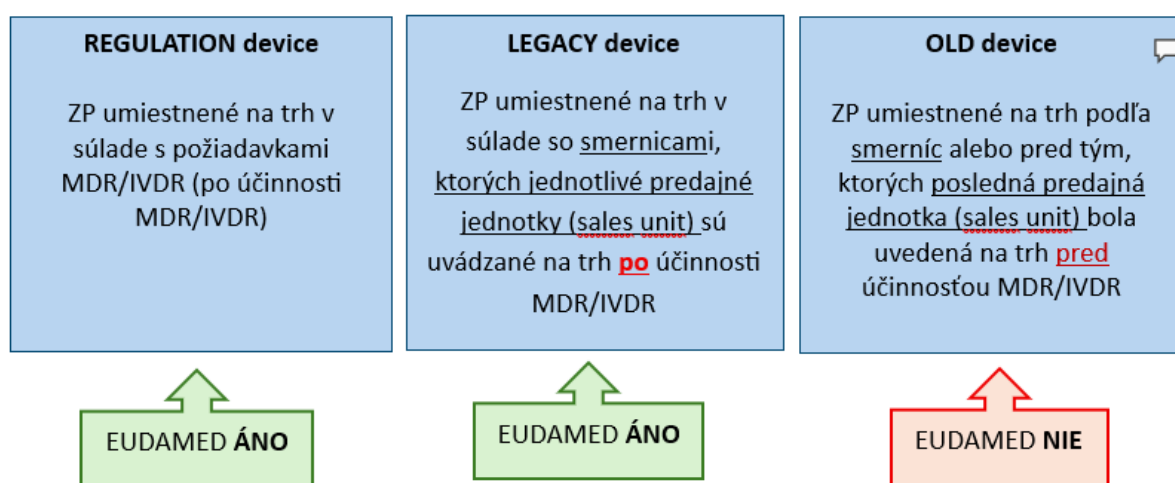 REGULATION device
ZP umiestnené na trh v
súlade s požiadavkami
MDR/IVDR (po účinnosti
MDR/IVDR)
EUDAMED ÁNO
LEGACY device
ZP umiestnené na trh v
súlade so smernicami,
ktorých jednotlivé predajné
jednotky (sales unit) sú
uvádzané na trh po účinnosti
MDR/IVDR
EUDAMED ÁNO
OLD device
ZP umiestnené na trh podľa
smerníc alebo pred tým,
ktorých posledná predajná
jednotka (sales unit) bola
uvedená na trh pred
účinnosťou MDR/IVDR
EUDAMED NIE